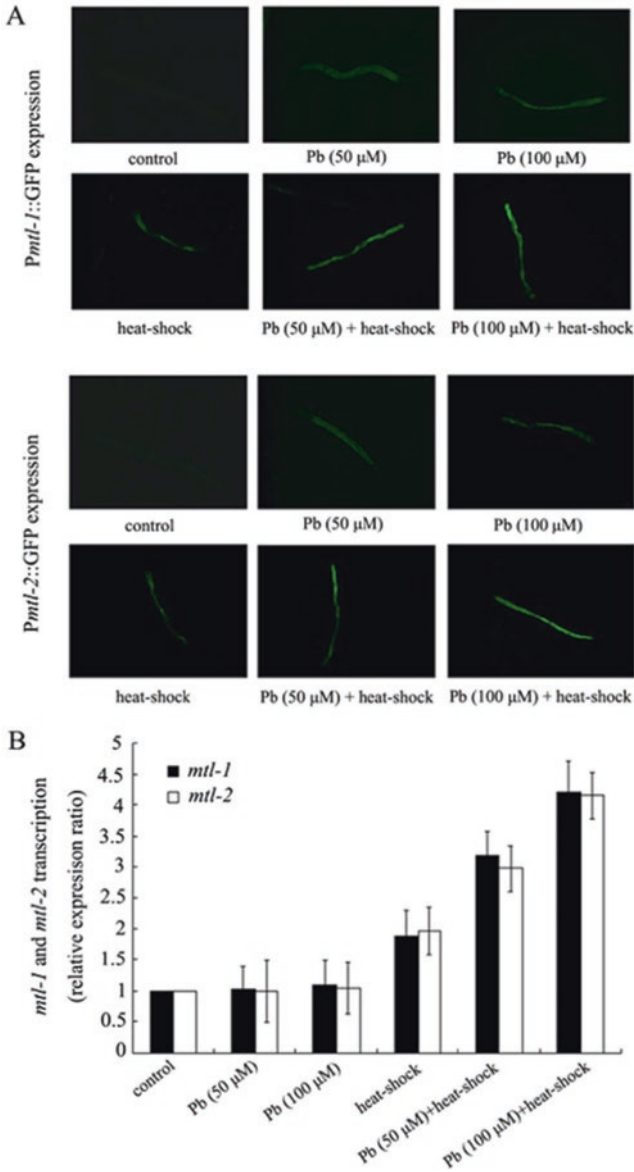 A
Pmtl-1::GFP expression
control
Pb (50 μM)
Pb (100 μM)
heat-shock
Pb (50 μM) + heat-shock
Pb (100 μM) + heat-shock
Pmtl-2::GFP expression
control
Pb (50 μM)
Pb (100 μM)
heat-shock
Pb (50 μM) + heat-shock
Pb (100 μM) + heat-shock
B
mtl-1 and mtl-2 transcription
(relative expresison ratio)
5
4.5
4
3.5
3
2.5
2
1.5
1
0.5
0
mtl-1
mtl-2
control
Pb (50 μM)
Pb (100 μM)
heat-shock
Pb (50 μM)+heat-shock
Pb (100 μM)+heat-shock